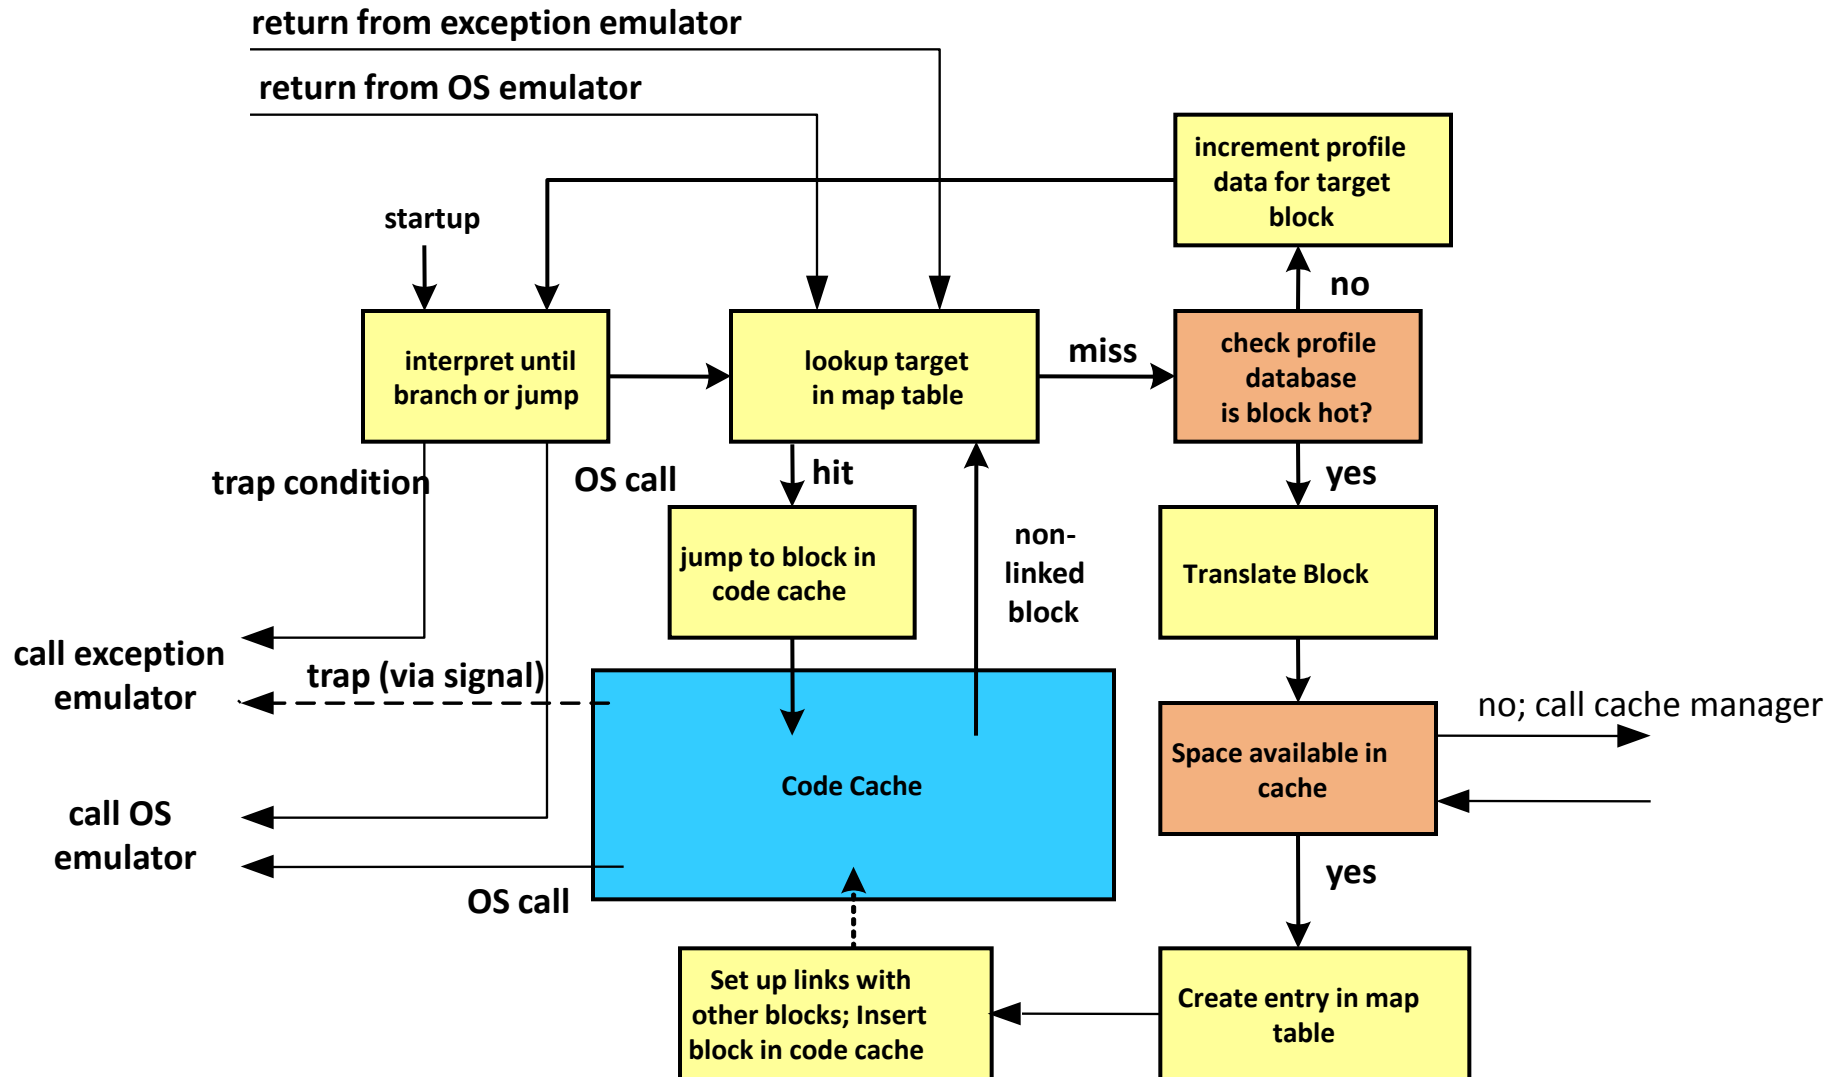 return from exception emulator
return from OS emulator
increment profile
data for target
block
startup
no
interpret until
branch or jump
lookup target
in map table
miss
check profile
database
is block hot?
trap condition
OS call
hit
yes
jump to block in
code cache
non-
linked
block
Translate Block
call exception
emulator
trap (via signal)
no; call cache manager
Space available in
cache
Code Cache
call OS
emulator
OS call
yes
Set up links with
other blocks; Insert
block in code cache
Create entry in map
table